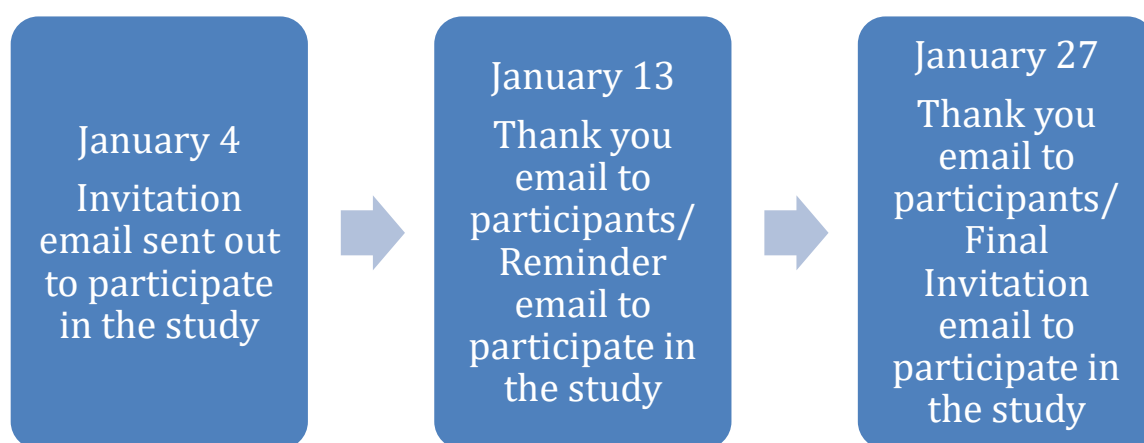 January 4
Invitation
email sent out
to participate
in the study
January 13
Thank you
email to
participants/
Reminder
email to
participate in
the study
January 27
Thank you
email to
participants/
Final
Invitation
email to
participate in
the study